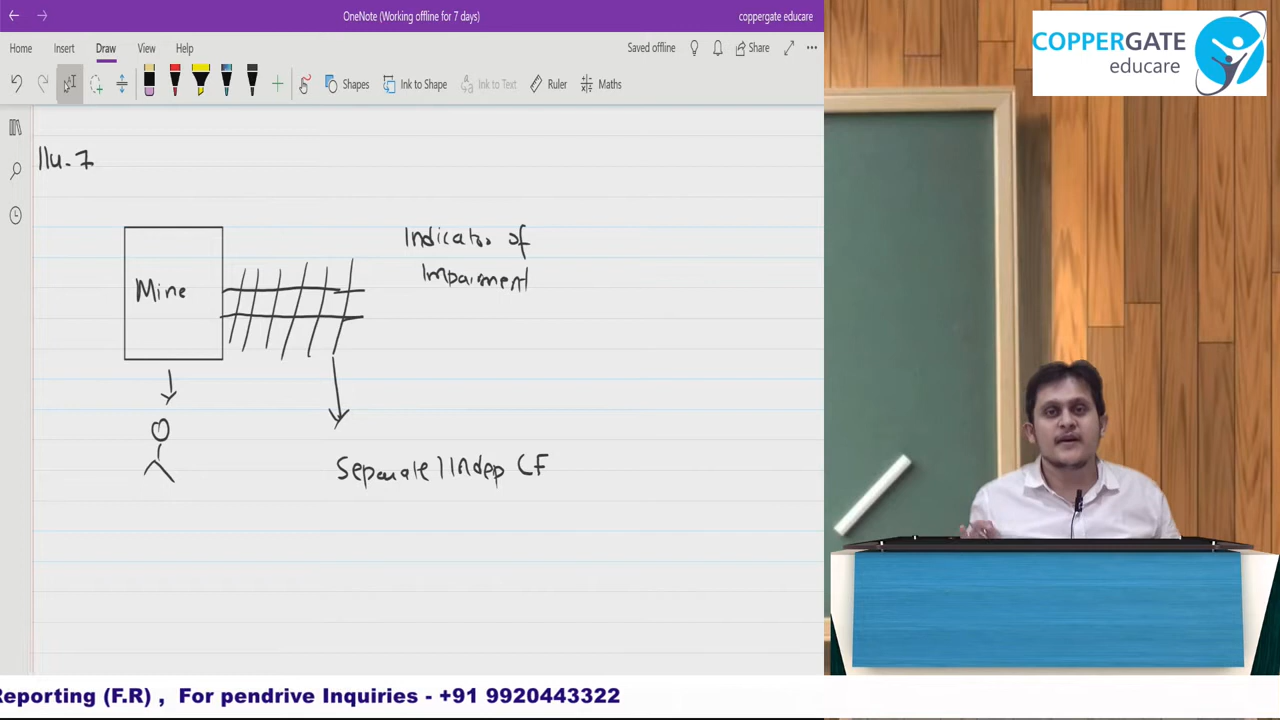 OneNote (Working offline for 7 days)
coppergate educare
Home Insert Draw View Help
Saved offline
Share
Shapes
Ink to Shape
Ink to Text
Ruler
Maths
COPPERGATE
educare
Illu-7
Mine
Indicator of
Impairment
Separate / Indep CF
Reporting (F.R) , For pendrive Inquiries - +91 9920443322